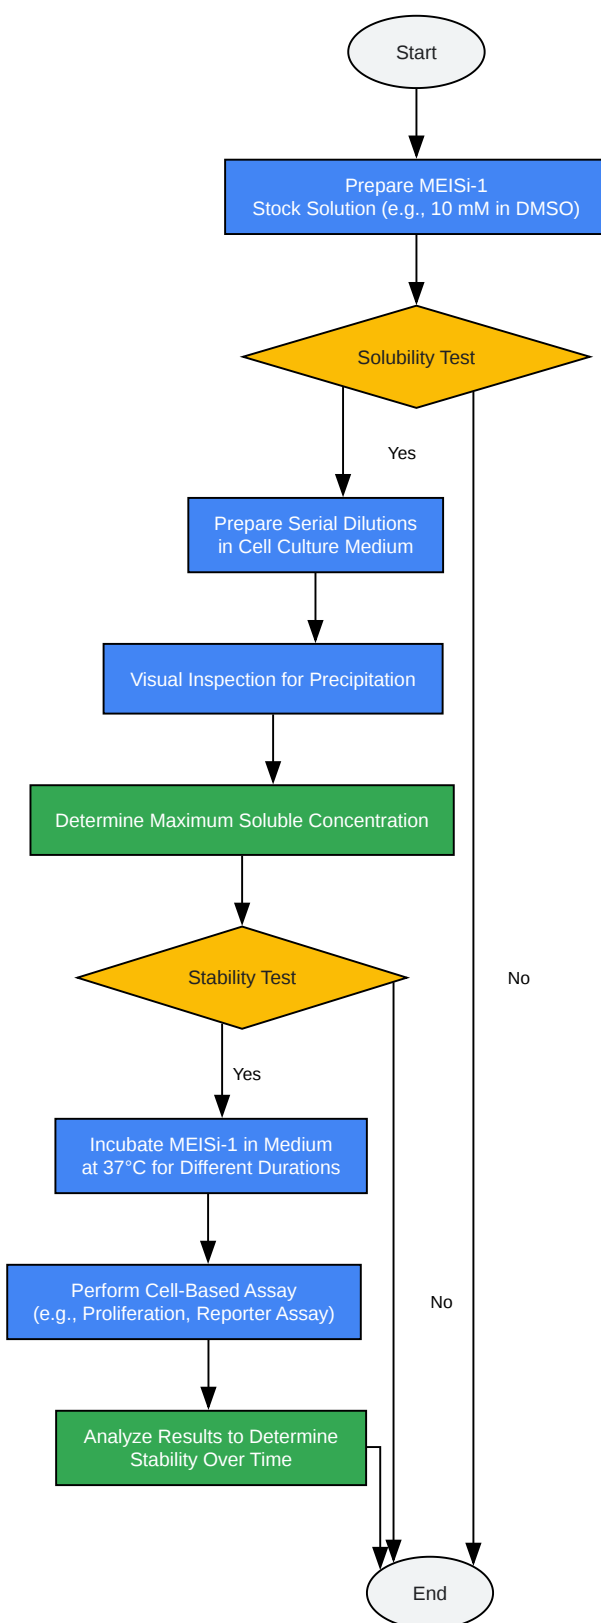 Start
Prepare MEISi-1
Stock Solution (e.g., 10 mM in DMSO)
Solubility Test
Yes
Prepare Serial Dilutions
in Cell Culture Medium
Visual Inspection for Precipitation
Determine Maximum Soluble Concentration
Stability Test
No
Yes
Incubate MEISi-1 in Medium
at 37°C for Different Durations
Perform Cell-Based Assay
(e.g., Proliferation, Reporter Assay)
No
Analyze Results to Determine
Stability Over Time
End